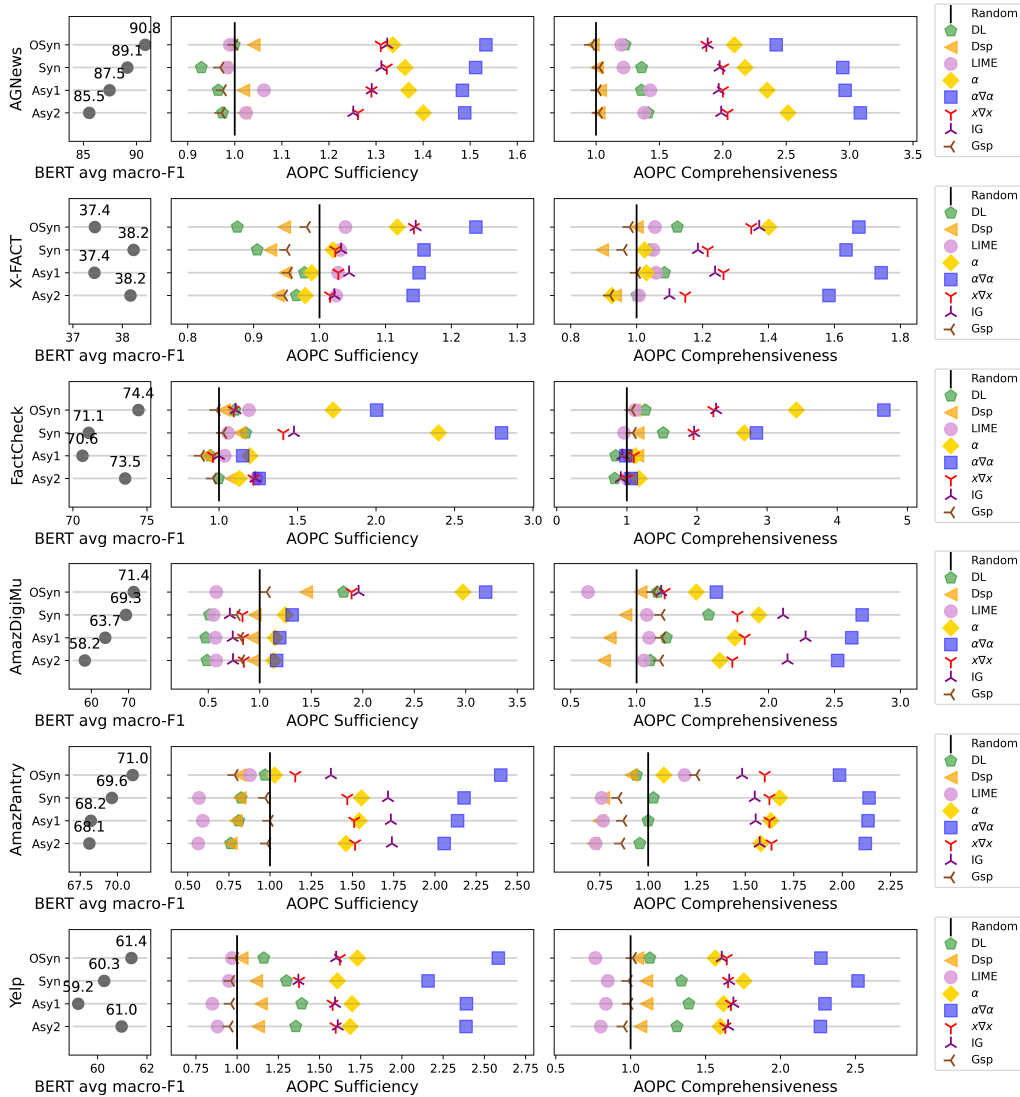 AGNews
OSyn
Syn
Asy1
Asy2
90.8
89.1
87.5
85.5
85 90
BERT avg macro-F1
0.9 1.0 1.1 1.2 1.3 1.4 1.5 1.6
AOPC Sufficiency
1.0 1.5 2.0 2.5 3.0 3.5
AOPC Comprehensiveness
Random
DL
Dsp
LIME
α
α∇α
x∇x
IG
Gsp
X-FACT
OSyn
Syn
Asy1
Asy2
37.4
38.2
37.4
38.2
37 38
BERT avg macro-F1
0.8 0.9 1.0 1.1 1.2 1.3
AOPC Sufficiency
0.8 1.0 1.2 1.4 1.6 1.8
AOPC Comprehensiveness
Random
DL
Dsp
LIME
α
α∇α
x∇x
IG
Gsp
FactCheck
OSyn
Syn
Asy1
Asy2
74.4
71.1
70.6
73.5
70 75
BERT avg macro-F1
1.0 1.5 2.0 2.5 3.0
AOPC Sufficiency
0 1 2 3 4 5
AOPC Comprehensiveness
Random
DL
Dsp
LIME
α
α∇α
x∇x
IG
Gsp
AmazDigiMu
OSyn
Syn
Asy1
Asy2
71.4
69.3
63.7
58.2
60 70
BERT avg macro-F1
0.5 1.0 1.5 2.0 2.5 3.0 3.5
AOPC Sufficiency
0.5 1.0 1.5 2.0 2.5 3.0
AOPC Comprehensiveness
Random
DL
Dsp
LIME
α
α∇α
x∇x
IG
Gsp
AmazPantry
OSyn
Syn
Asy1
Asy2
71.0
69.6
68.2
68.1
67.5 70.0
BERT avg macro-F1
0.50 0.75 1.00 1.25 1.50 1.75 2.00 2.25 2.50
AOPC Sufficiency
0.75 1.00 1.25 1.50 1.75 2.00 2.25
AOPC Comprehensiveness
Random
DL
Dsp
LIME
α
α∇α
x∇x
IG
Gsp
Yelp
OSyn
Syn
Asy1
Asy2
61.4
60.3
59.2
61.0
60 62
BERT avg macro-F1
0.75 1.00 1.25 1.50 1.75 2.00 2.25 2.50 2.75
AOPC Sufficiency
0.5 1.0 1.5 2.0 2.5
AOPC Comprehensiveness
Random
DL
Dsp
LIME
α
α∇α
x∇x
IG
Gsp